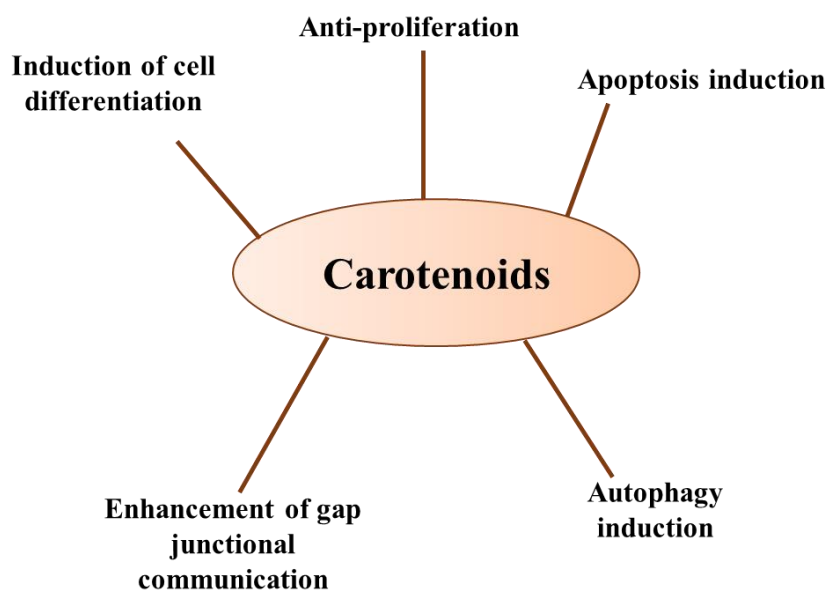 Anti-proliferation
Induction of cell
differentiation
Apoptosis induction
Carotenoids
Enhancement of gap
junctional
communication
Autophagy
induction